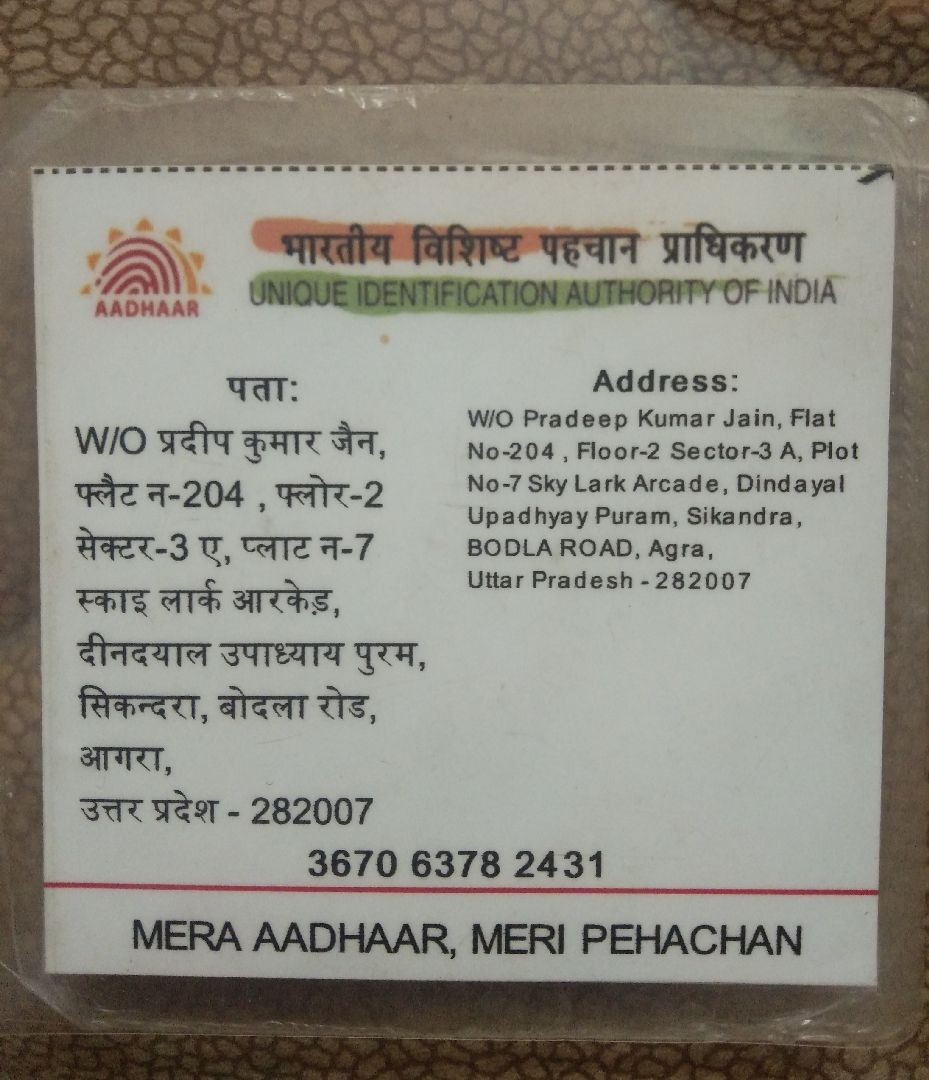 भारतीय विशिष्ट पहचान प्राधिकरण
AADHAAR
UNIQUE IDENTIFICATION AUTHORITY OF INDIA
पता:
W/O प्रदीप कुमार जैन,
फ्लैट न-204 , फ्लोर-2
सेक्टर-3 ए, प्लाट न-7
स्काइ लार्क आरकेड़,
दीनदयाल उपाध्याय पुरम,
सिकन्दरा, बोदला रोड,
आगरा,
उत्तर प्रदेश - 282007
Address:
W/O Pradeep Kumar Jain, Flat
No-204 , Floor-2 Sector-3 A, Plot
No-7 Sky Lark Arcade, Dindayal
Upadhyay Puram, Sikandra,
BODLA ROAD, Agra,
Uttar Pradesh - 282007
3670 6378 2431
MERA AADHAAR, MERI PEHACHAN